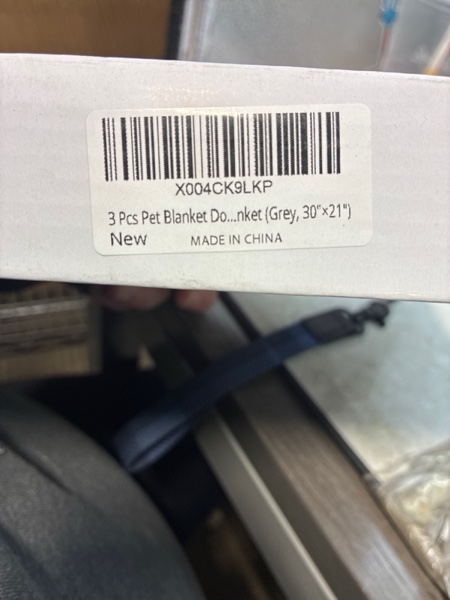 X004CK9LKP
3 Pcs Pet Blanket Do...nket (Grey, 30"×21")
New MADE IN CHINA